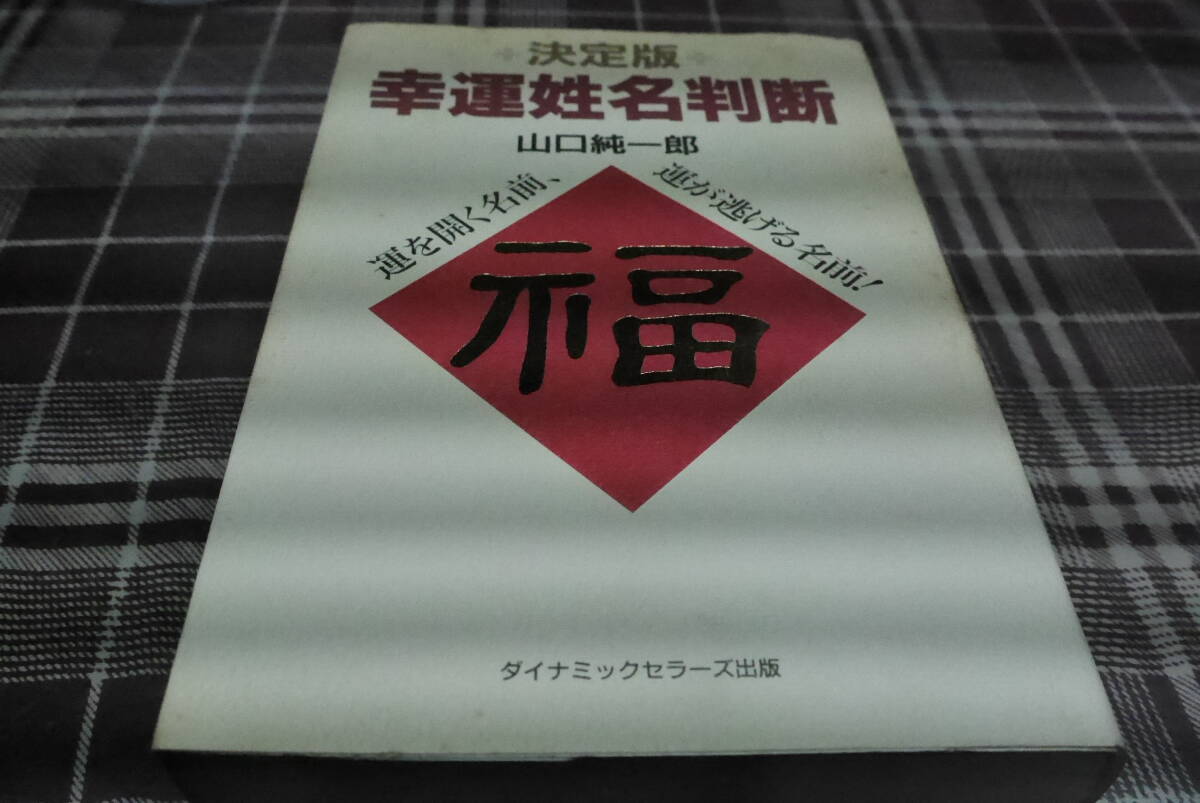 決定版
幸運姓名判断
山口純一郎
運を開く名前、
運が逃げる名前!
福
ダイナミックセラーズ出版